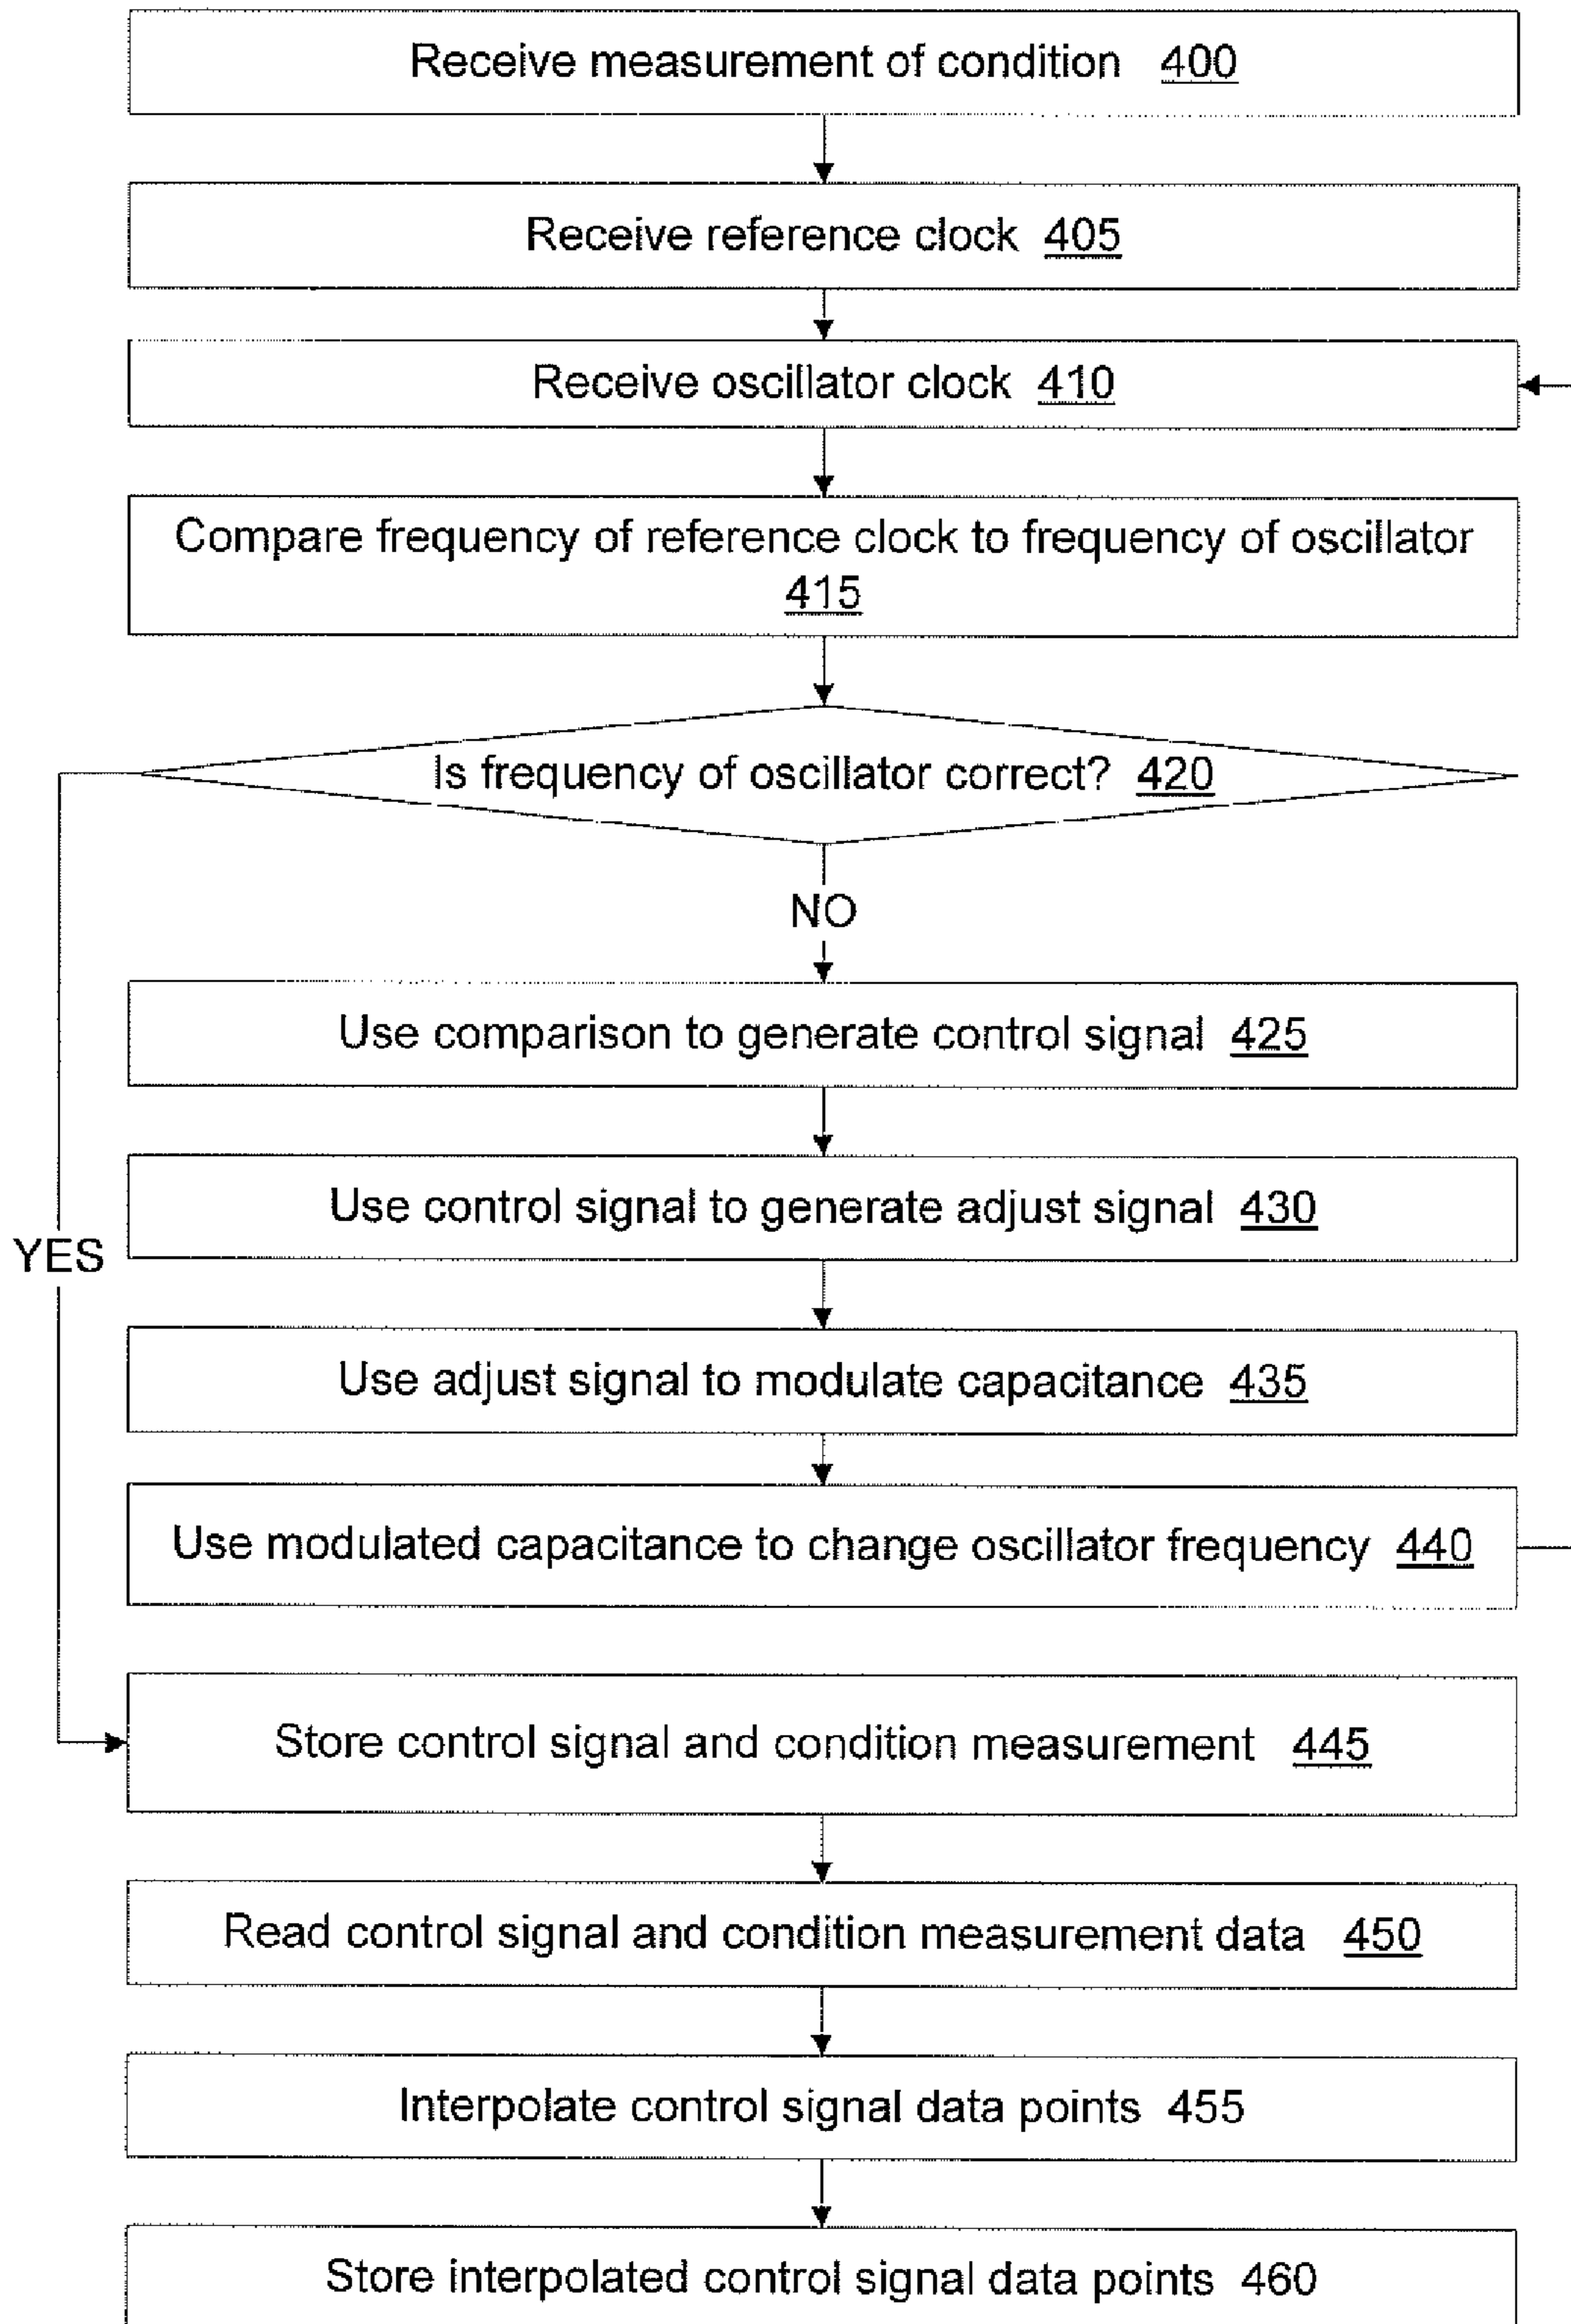 Receive measurement of condition 400
Receive reference clock 405
Receive oscillator clock 410
Compare frequency of reference clock to frequency of oscillator
415
Is frequency of oscillator correct? 420
NO
Use comparison to generate control signal 425
Use control signal to generate adjust signal 430
YES
Use adjust signal to modulate capacitance 435
Use modulated capacitance to change oscillator frequency 440
Store control signal and condition measurement 445
Read control signal and condition measurement data 450
Interpolate control signal data points 455
Store interpolated control signal data points 460